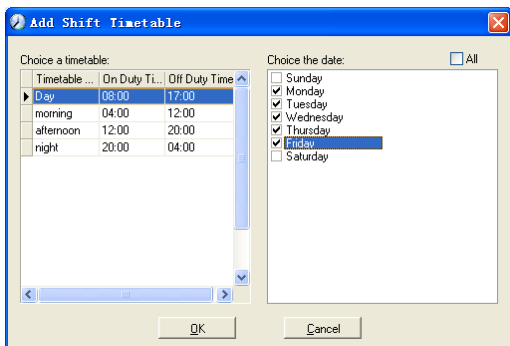 Add Shift Timetable
Choice a timetable:
Timetable ... On Duty Ti... Off Duty Time
Day 08:00 17:00
morning 04:00 12:00
afternoon 12:00 20:00
night 20:00 04:00
Choice the date:
All
Sunday
Monday
Tuesday
Wednesday
Thursday
Friday
Saturday
OK
Cancel